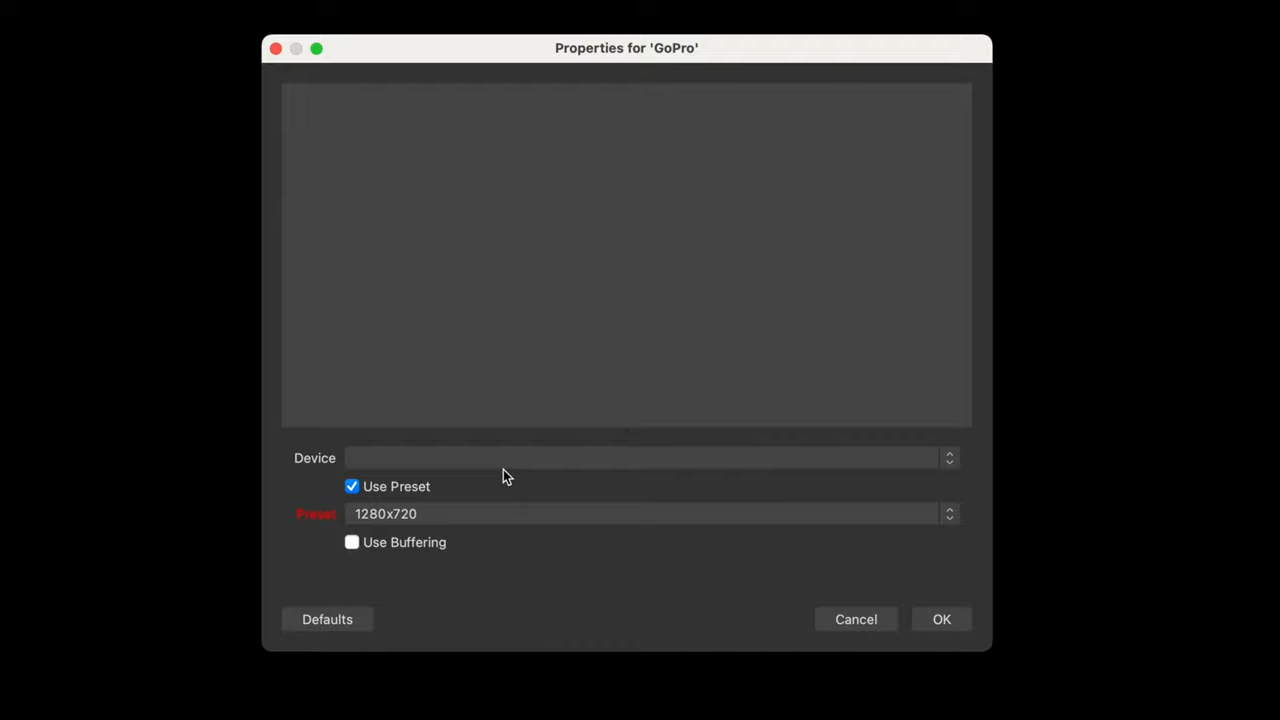 Properties for 'GoPro'
Device
Use Preset
Preset 1280x720
Use Buffering
Defaults Cancel OK